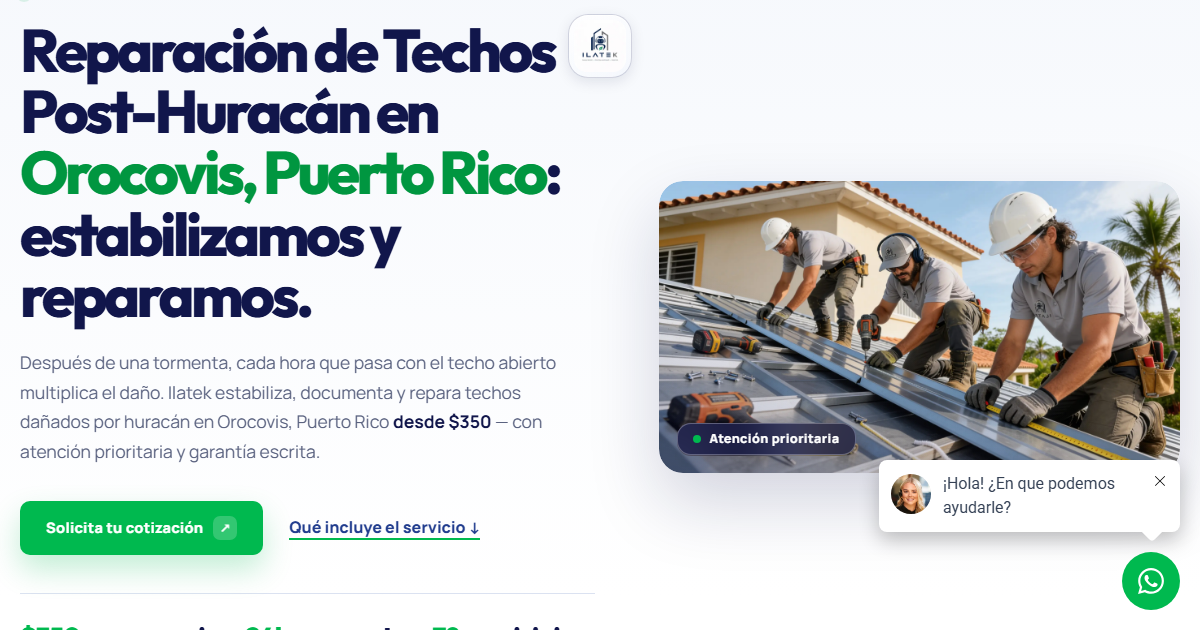 Reparación de Techos
Post-Huracán en
Orocovis, Puerto Rico:
estabilizamos y
reparamos.
ILATEK
Después de una tormenta, cada hora que pasa con el techo abierto
multiplica el daño. Ilatek estabiliza, documenta y repara techos
dañados por huracán en Orocovis, Puerto Rico desde $350 — con
atención prioritaria y garantía escrita.
Solicita tu cotización ↗
Qué incluye el servicio ↓
Atención prioritaria
¡Hola! ¿En que podemos
ayudarle?